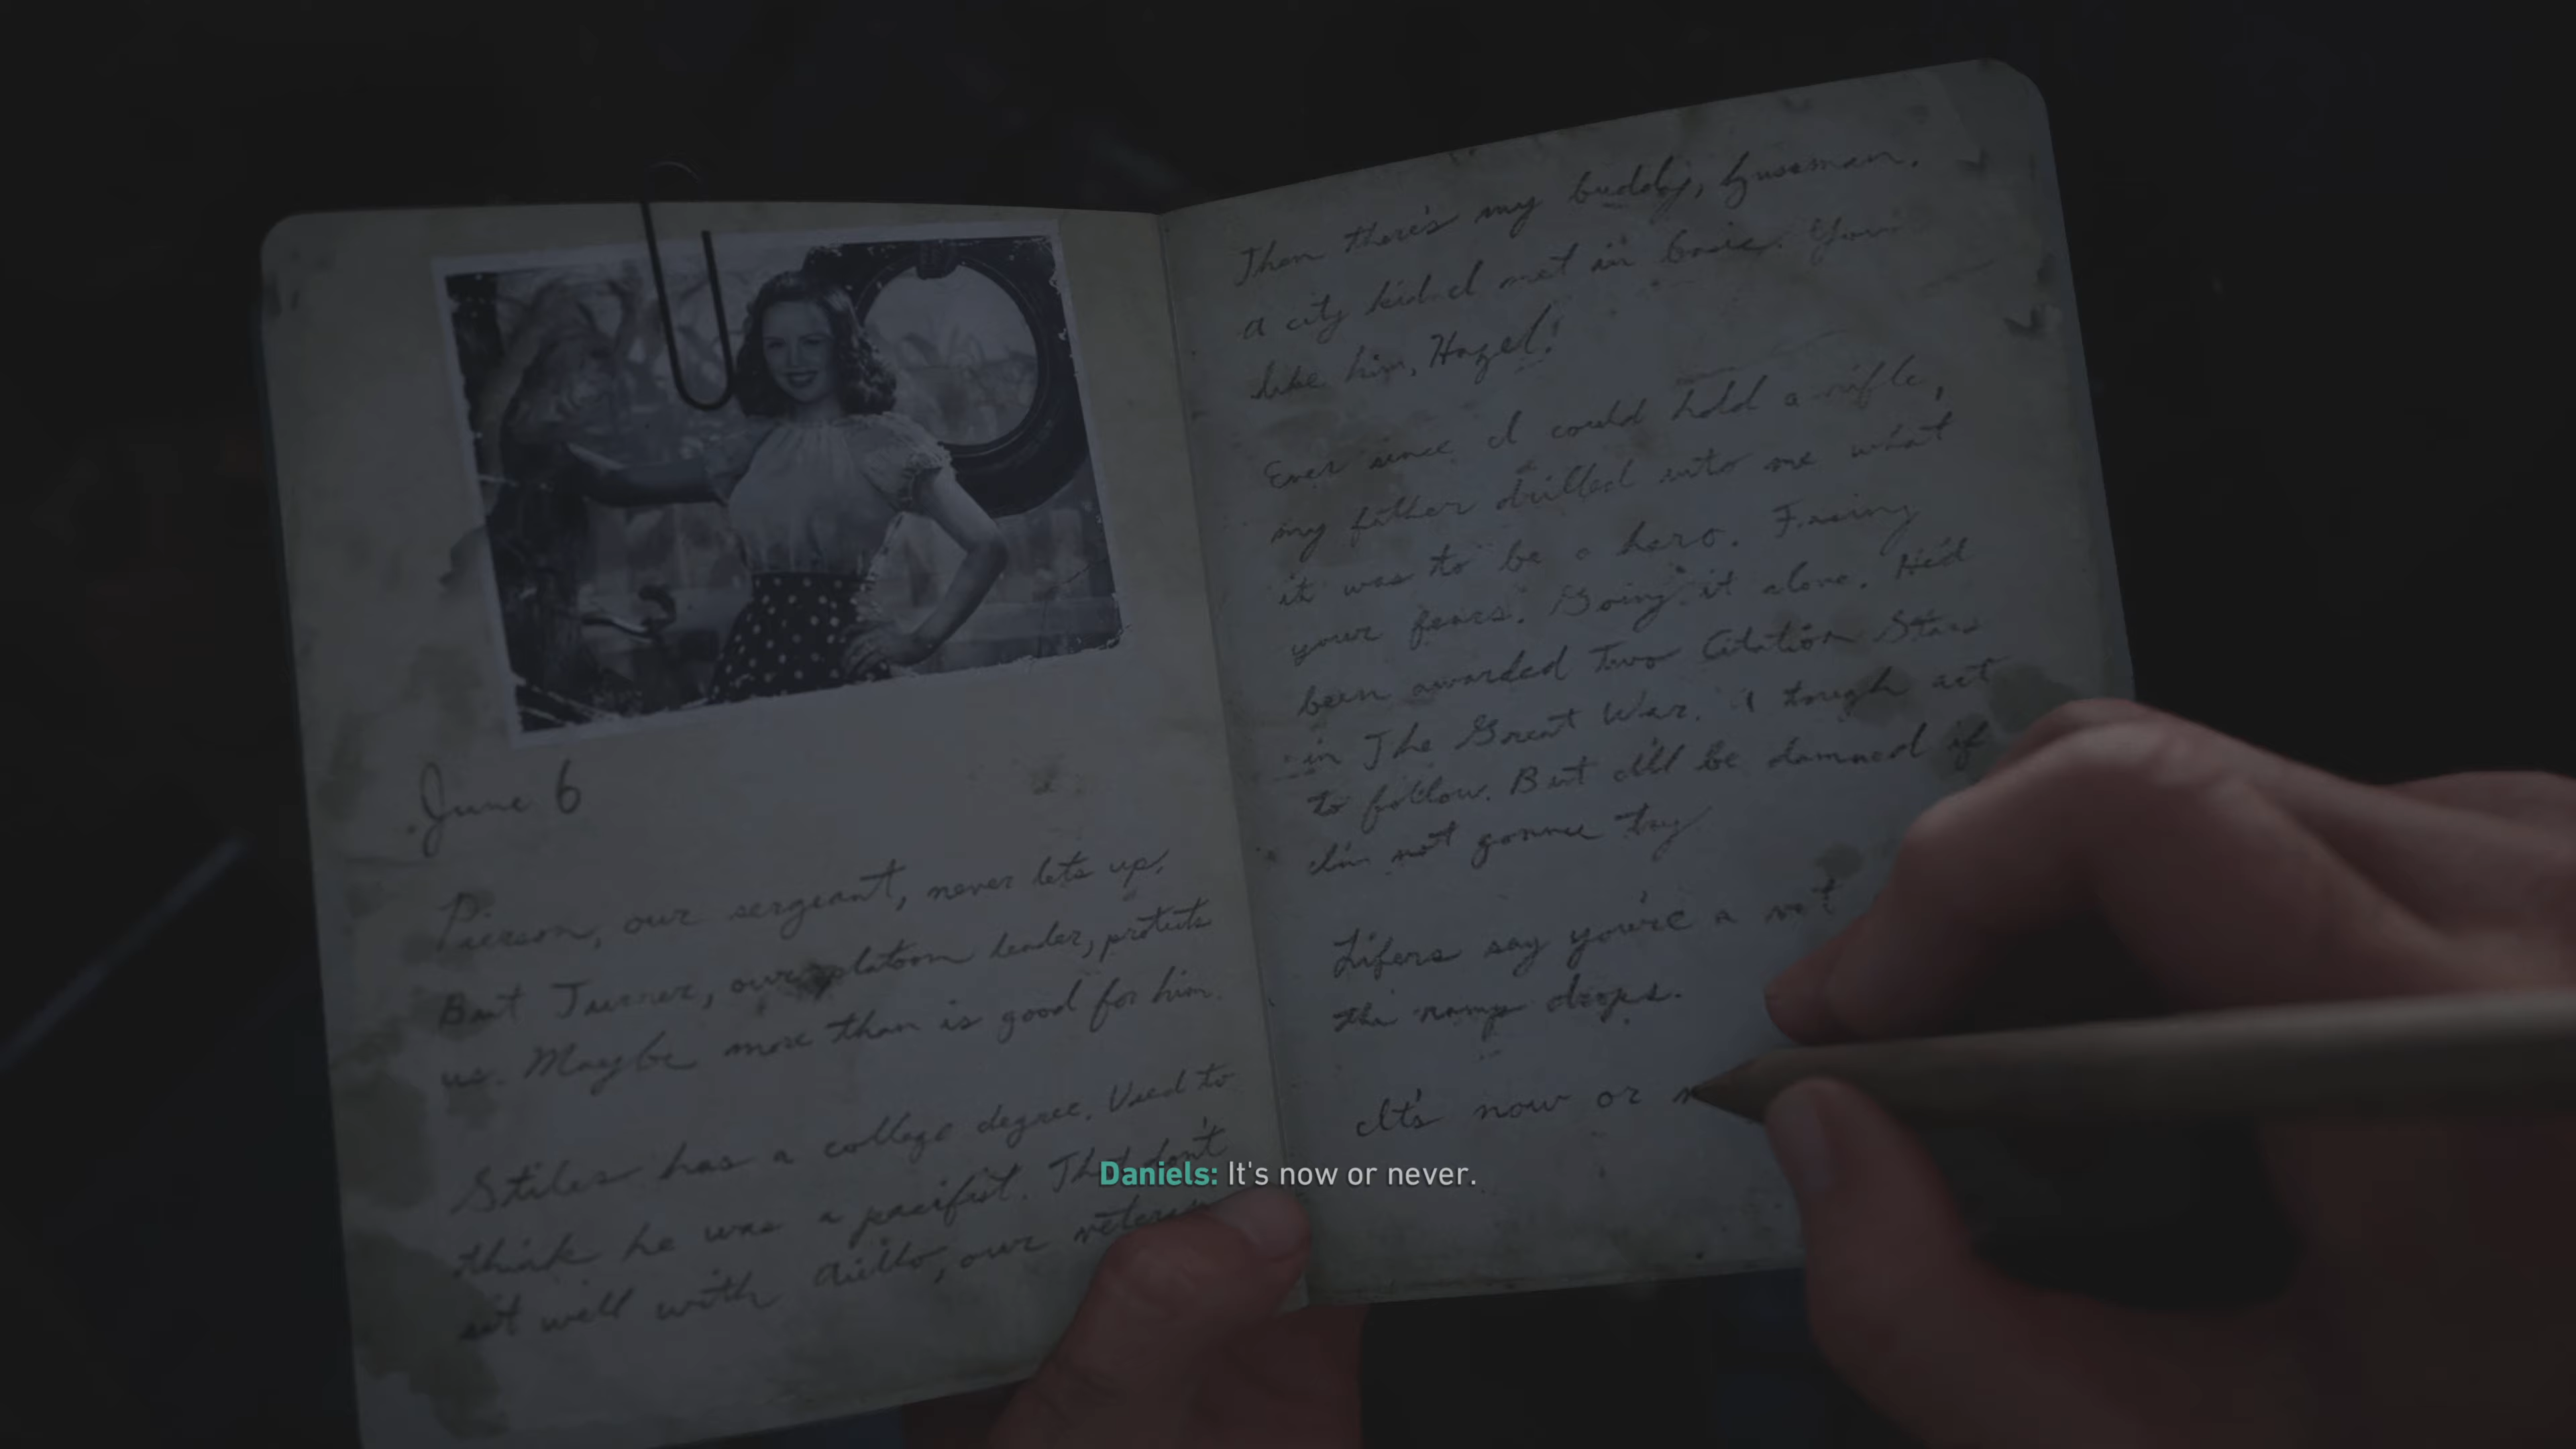 June 6
Pierson, our sergeant, never lets up.
But Turner, our platoon leader, protects
us. Maybe more than is good for him.
Stiles has a college degree. Used to
think he was a pacifist. That don't
sit well with Aiello, our veteran
Then there's my buddy, Zussman.
A city kid I met in basic. You'd
like him, Hazel!
Ever since I could hold a rifle,
my father drilled into me what
it was to be a hero. Facing
your fears. Going it alone. He'd
been awarded two Citation Stars
in The Great War. A tough act
to follow. But I'll be damned if
I'm not gonna try
Lifers say you're a vet
the ramp drops.
It's now or n
Daniels: It's now or never.